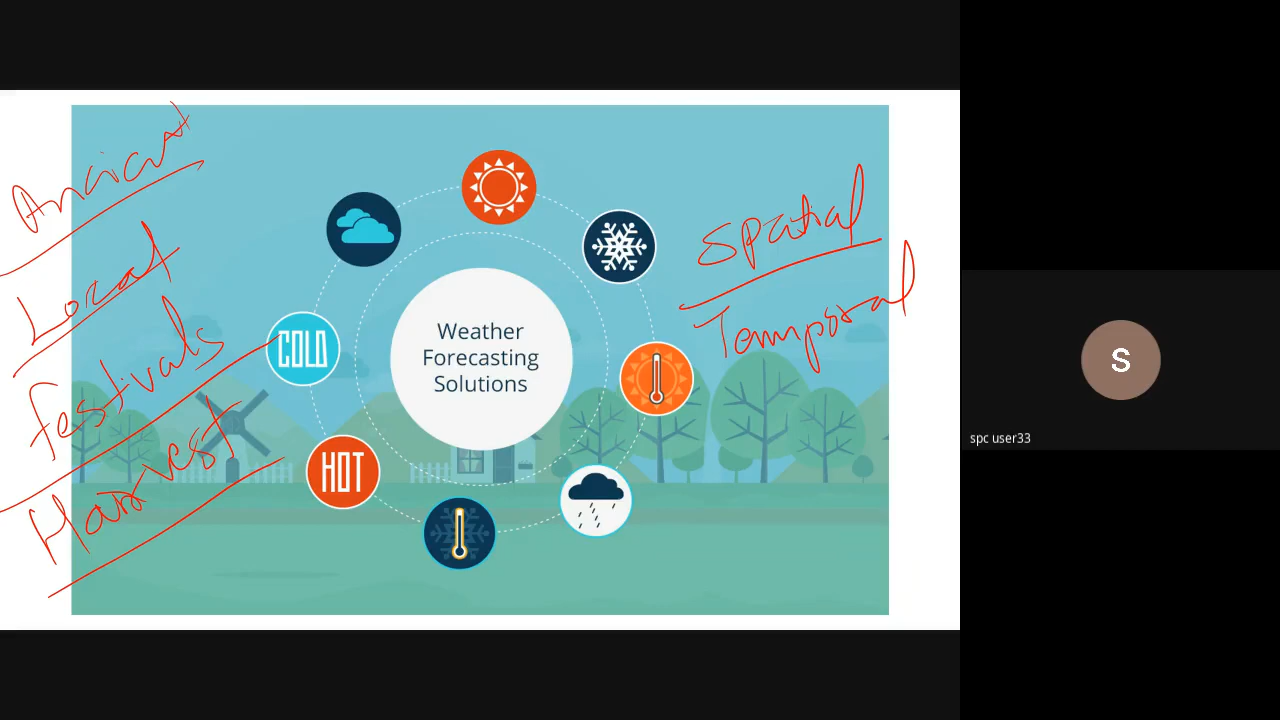 Ancient
Local
Festivals
Harvest
Weather
Forecasting
Solutions
COLD
HOT
Spatial
Temporal
S
spc user33